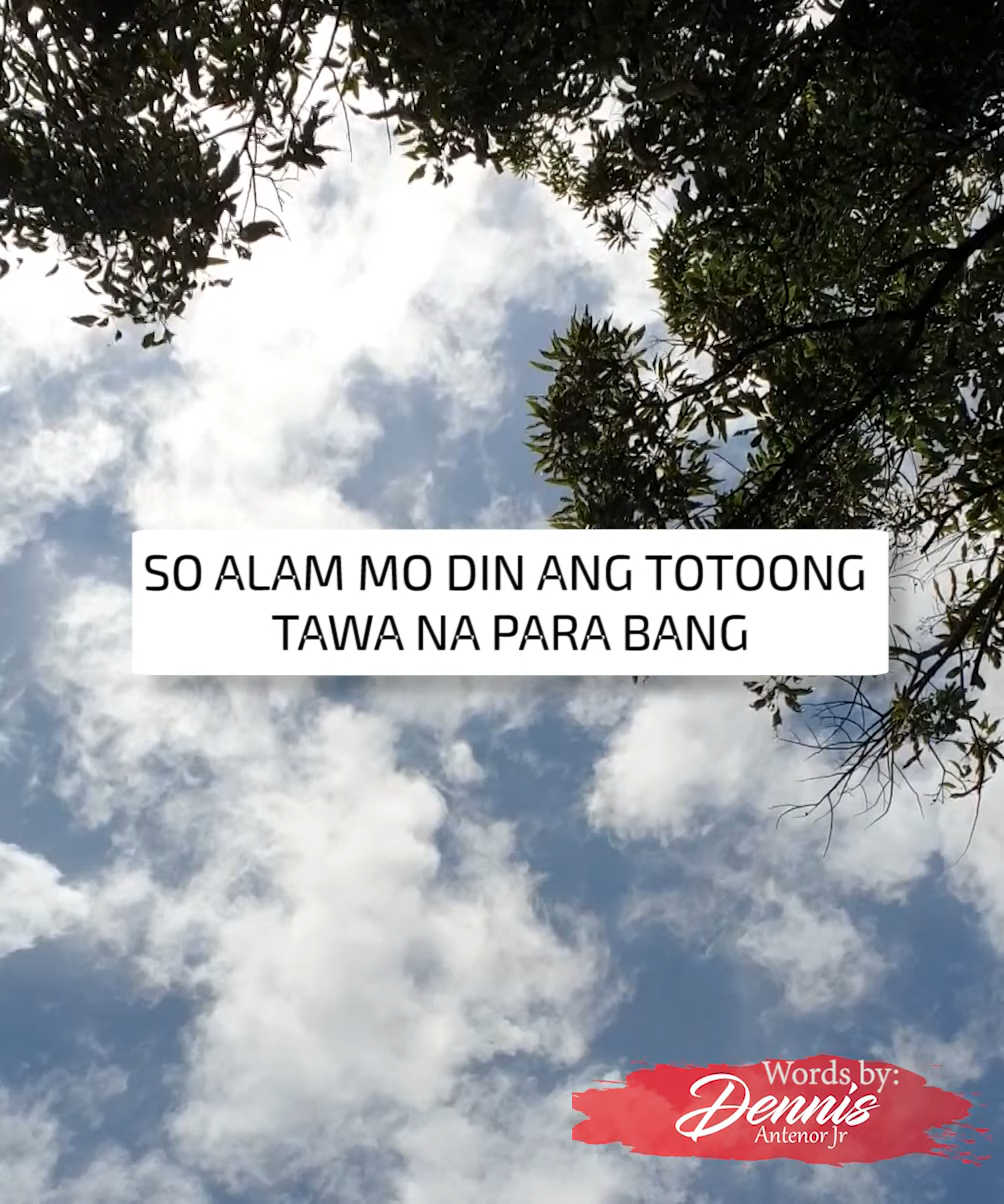 SO ALAM MO DIN ANG TOTOONG
TAWA NA PARA BANG
Words by:
Dennis
Antenor Jr